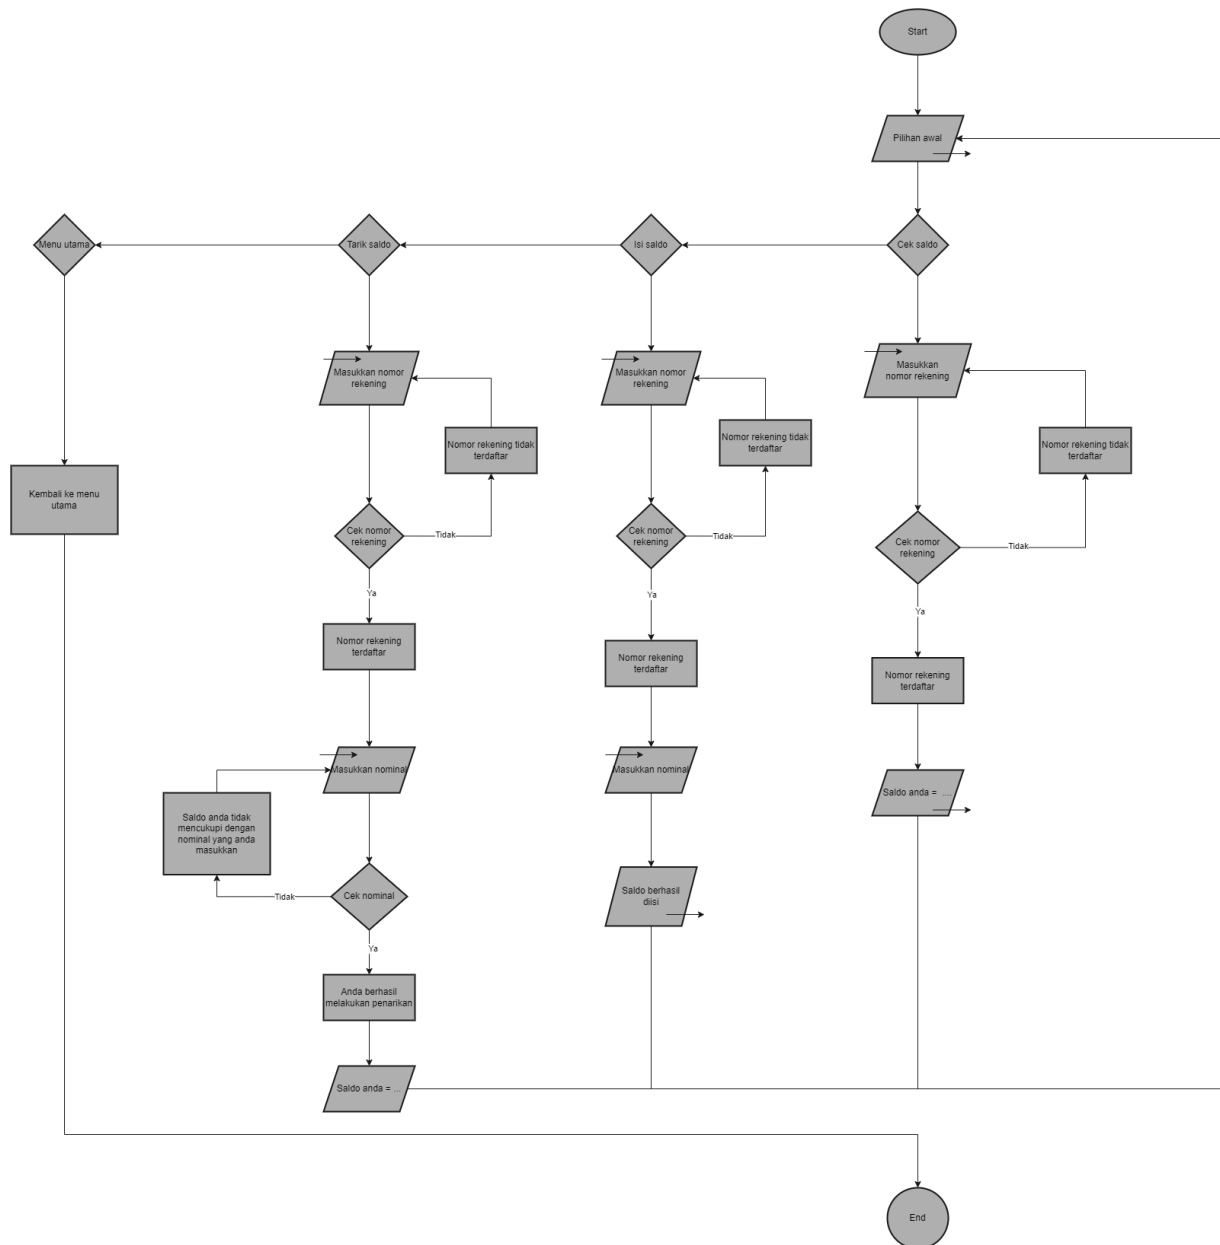 Start
Pilihan awal
Menu utama
Tarik saldo
Isi saldo
Cek saldo
Masukkan nomor
rekening
Masukkan nomor
rekening
Masukkan
nomor rekening
Nomor rekening tidak
terdaftar
Nomor rekening tidak
terdaftar
Nomor rekening tidak
terdaftar
Kembali ke menu
utama
Cek nomor
rekening
Tidak
Cek nomor
rekening
Tidak
Cek nomor
rekening
Tidak
Ya
Ya
Ya
Nomor rekening
terdaftar
Nomor rekening
terdaftar
Nomor rekening
terdaftar
Masukkan nominal
Masukkan nominal
Saldo anda = ....
Saldo anda tidak
mencukupi dengan
nominal yang anda
masukkan
Tidak
Cek nominal
Saldo berhasil
diisi
Ya
Anda berhasil
melakukan penarikan
Saldo anda = ...
End